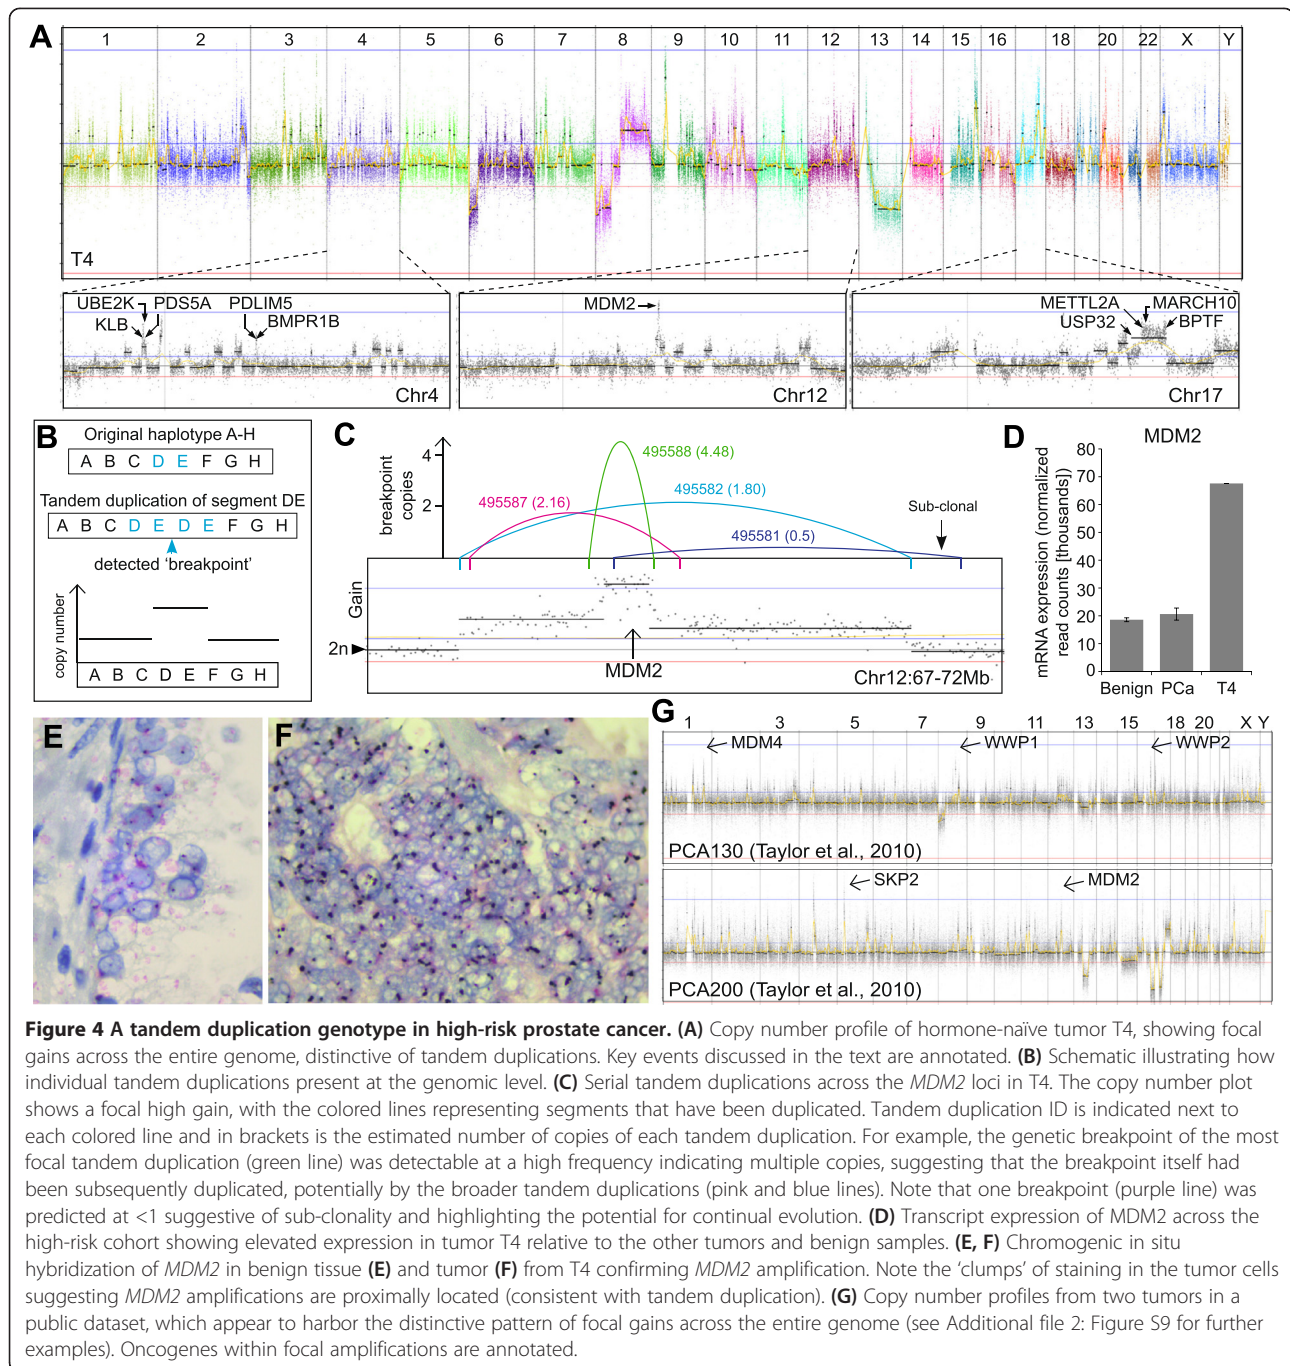 A
1 2 3 4 5 6 7 8 9 10 11 12 13 14 15 16 18 20 22 X Y
T4
UBE2K PDS5A PDLIM5
KLB BMPR1B
Chr4
MDM2
Chr12
METTL2A MARCH10
USP32 BPTF
Chr17
B
Original haplotype A-H
A B C D E F G H
Tandem duplication of segment DE
A B C D E D E F G H
detected 'breakpoint'
copy number
A B C D E F G H
C
breakpoint
copies
4
2
495588 (4.48)
495587 (2.16)
495582 (1.80)
495581 (0.5)
Sub-clonal
Gain
2n
MDM2
Chr12:67-72Mb
D
MDM2
mRNA expression (normalized
read counts [thousands])
80
70
60
50
40
30
20
10
0
Benign PCa T4
E
F
G
1 3 5 7 9 11 13 15 18 20 X Y
MDM4 WWP1 WWP2
PCA130 (Taylor et al., 2010)
SKP2 MDM2
PCA200 (Taylor et al., 2010)
Figure 4 A tandem duplication genotype in high-risk prostate cancer. (A) Copy number profile of hormone-naïve tumor T4, showing focal
gains across the entire genome, distinctive of tandem duplications. Key events discussed in the text are annotated. (B) Schematic illustrating how
individual tandem duplications present at the genomic level. (C) Serial tandem duplications across the MDM2 loci in T4. The copy number plot
shows a focal high gain, with the colored lines representing segments that have been duplicated. Tandem duplication ID is indicated next to
each colored line and in brackets is the estimated number of copies of each tandem duplication. For example, the genetic breakpoint of the most
focal tandem duplication (green line) was detectable at a high frequency indicating multiple copies, suggesting that the breakpoint itself had
been subsequently duplicated, potentially by the broader tandem duplications (pink and blue lines). Note that one breakpoint (purple line) was
predicted at <1 suggestive of sub-clonality and highlighting the potential for continual evolution. (D) Transcript expression of MDM2 across the
high-risk cohort showing elevated expression in tumor T4 relative to the other tumors and benign samples. (E, F) Chromogenic in situ
hybridization of MDM2 in benign tissue (E) and tumor (F) from T4 confirming MDM2 amplification. Note the 'clumps' of staining in the tumor cells
suggesting MDM2 amplifications are proximally located (consistent with tandem duplication). (G) Copy number profiles from two tumors in a
public dataset, which appear to harbor the distinctive pattern of focal gains across the entire genome (see Additional file 2: Figure S9 for further
examples). Oncogenes within focal amplifications are annotated.